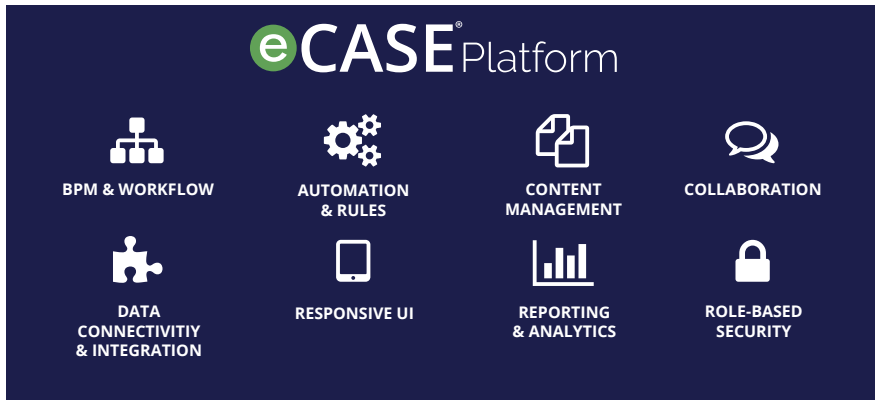 eCASE® Platform
BPM & WORKFLOW
AUTOMATION
& RULES
CONTENT
MANAGEMENT
COLLABORATION
DATA
CONNECTIVITIY
& INTEGRATION
RESPONSIVE UI
REPORTING
& ANALYTICS
ROLE-BASED
SECURITY